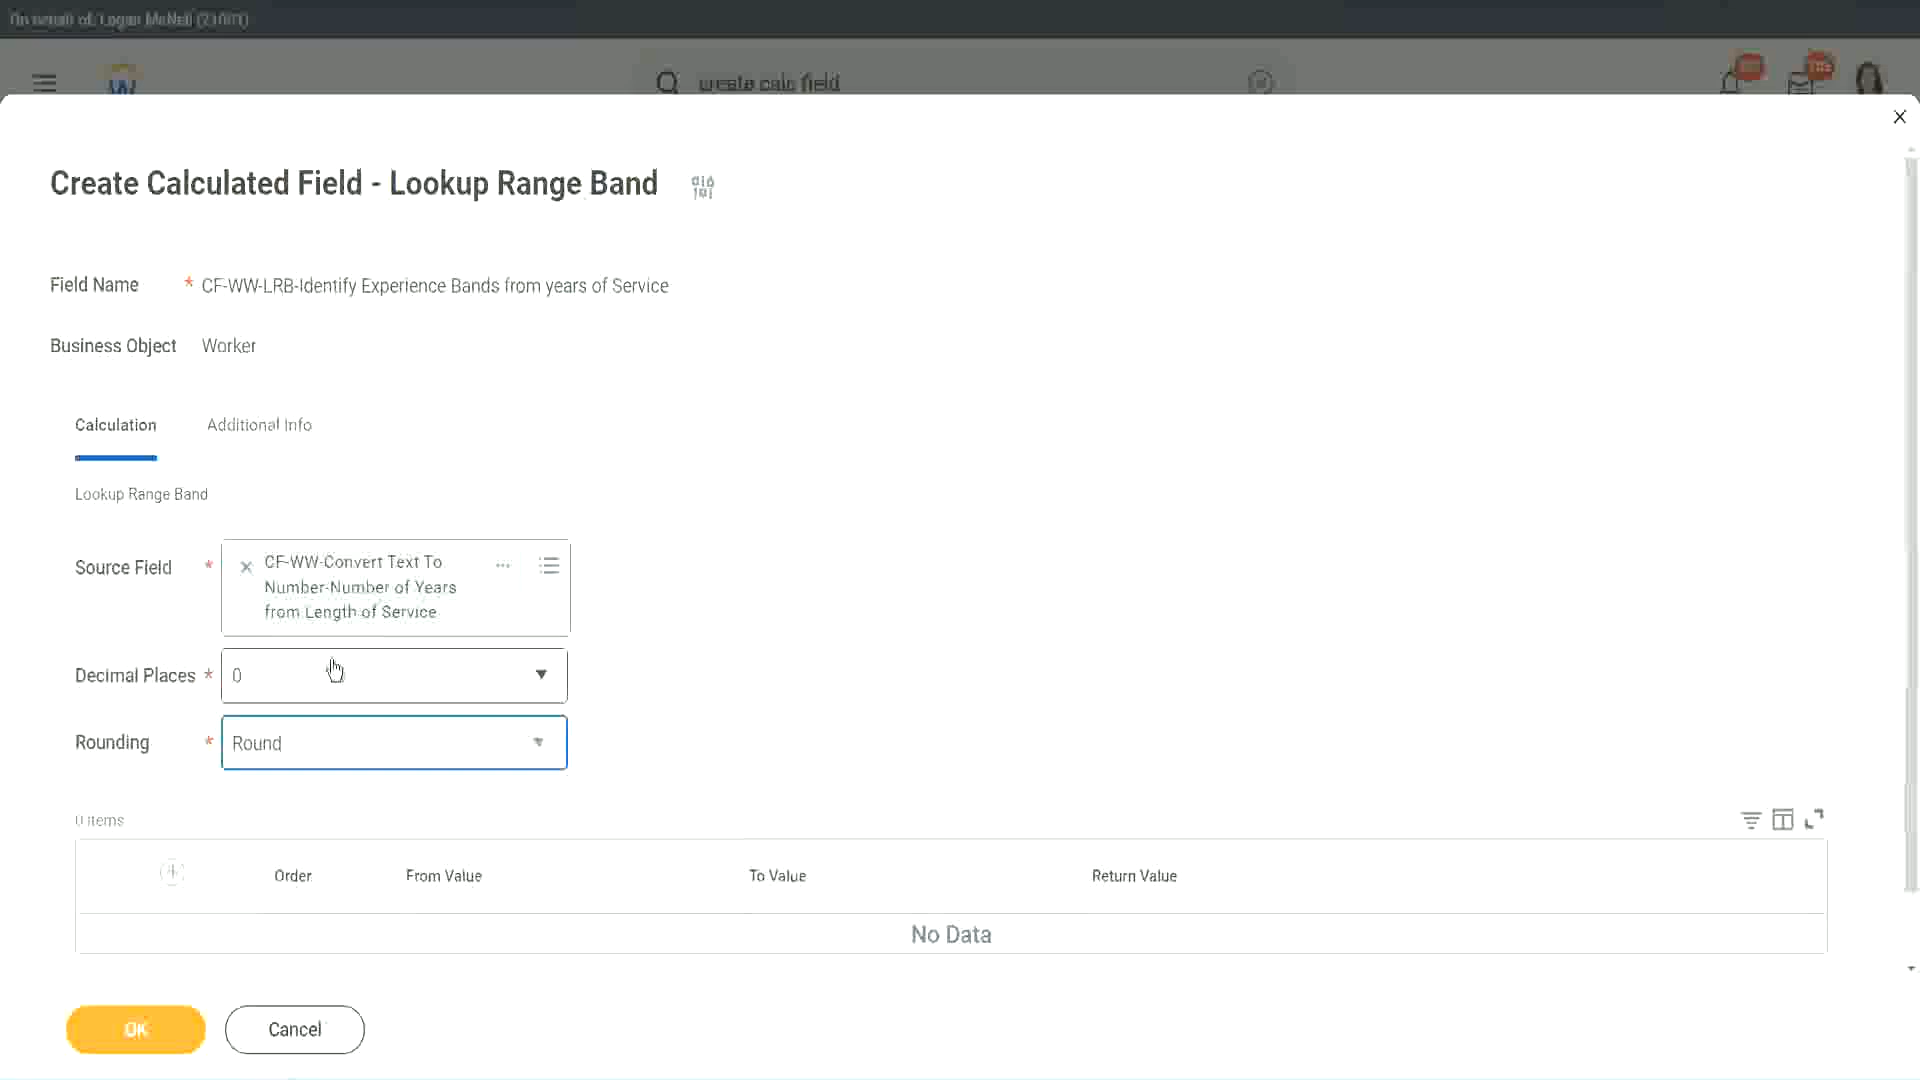 On behalf of: Logan McNeil (21001)
create calc field
Create Calculated Field - Lookup Range Band
Field Name * CF-WW-LRB-Identify Experience Bands from years of Service
Business Object Worker
Calculation Additional Info
Lookup Range Band
Source Field * CF-WW-Convert Text To
Number-Number of Years
from Length of Service
Decimal Places * 0
Rounding * Round
0 items
Order From Value To Value Return Value
No Data
OK Cancel